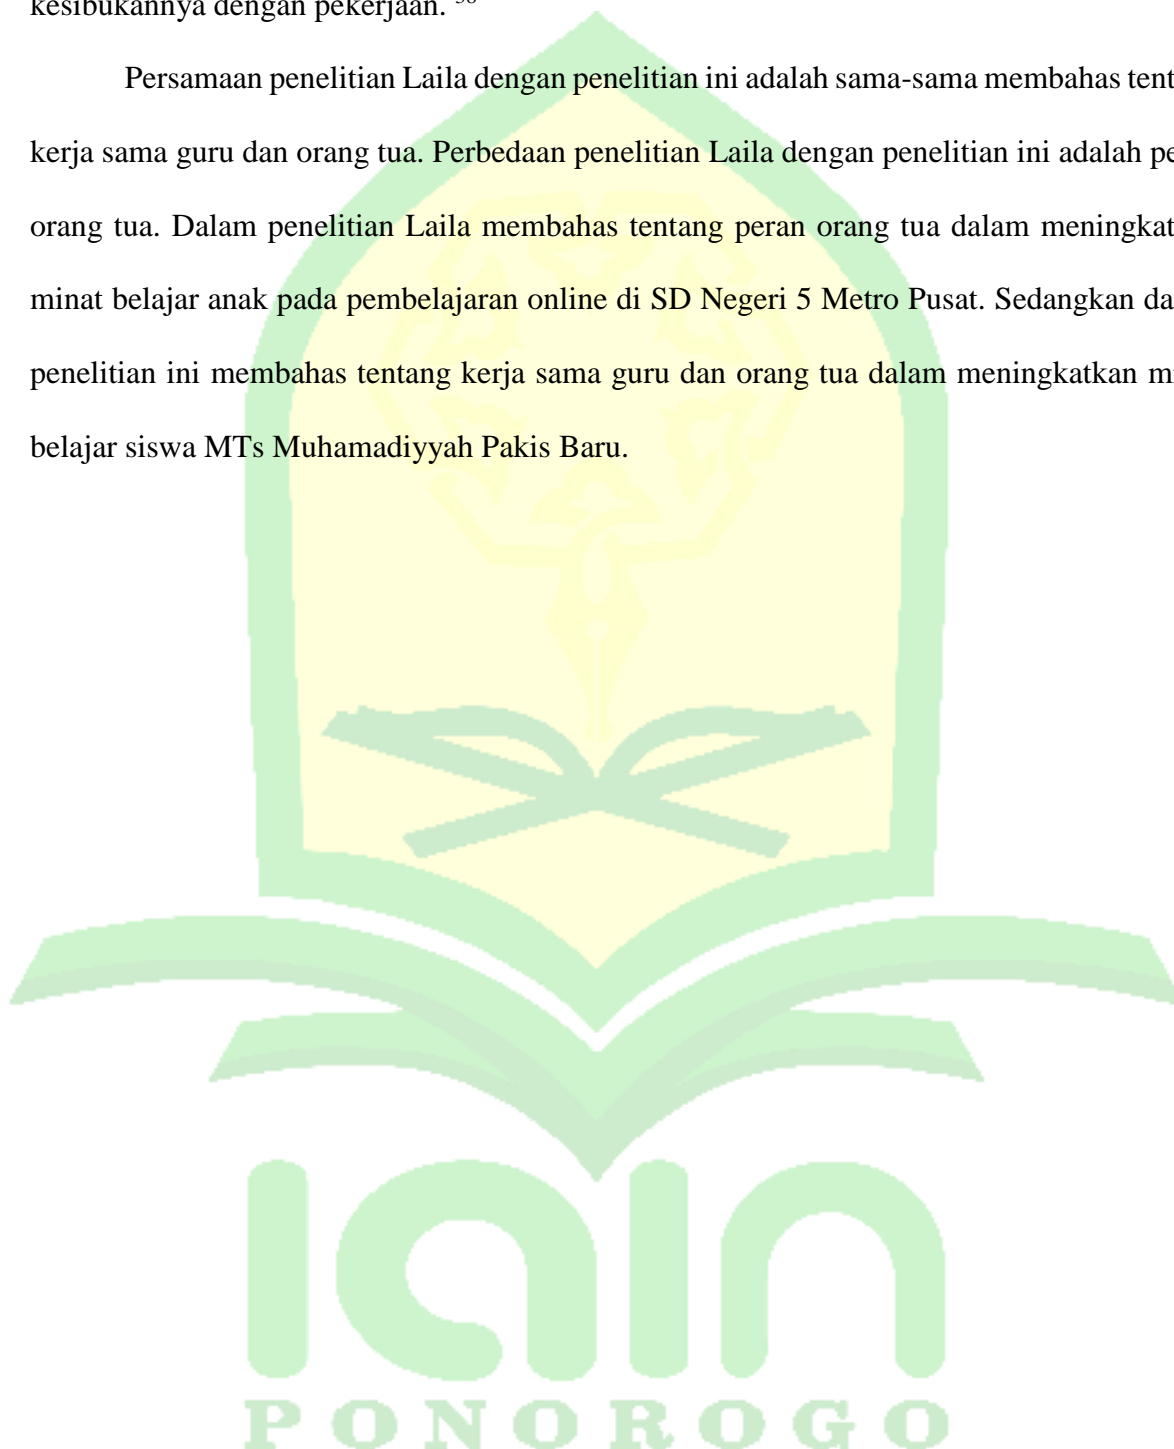 kesibukannya dengan pekerjaan.
Persamaan penelitian Laila dengan penelitian ini adalah sama-sama membahas tent
kerja sama guru dan orang tua. Perbedaan penelitian Laila dengan penelitian ini adalah pe
orang tua. Dalam penelitian Laila membahas tentang peran orang tua dalam meningkat
minat belajar anak pada pembelajaran online di SD Negeri 5 Metro Pusat. Sedangkan da
penelitian ini membahas tentang kerja sama guru dan orang tua dalam meningkatkan m
belajar siswa MTs Muhamadiyyah Pakis Baru.
iain
PONOROGO